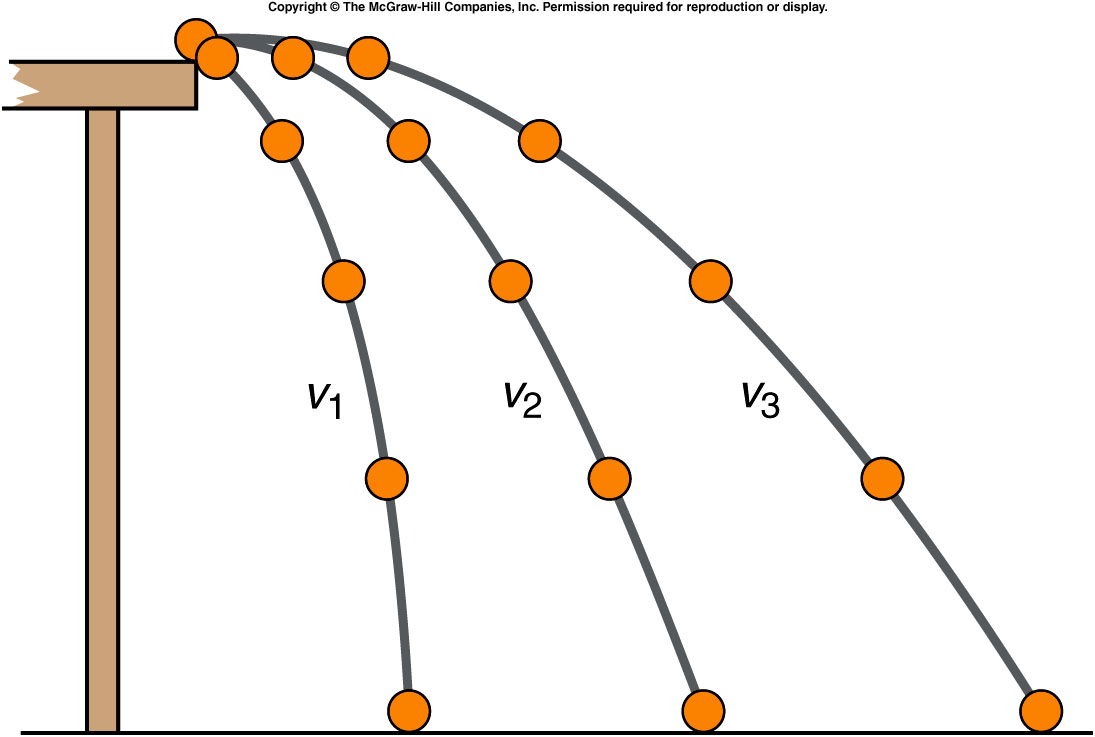 Copyright © The McGraw-Hill Companies, Inc. Permission required for reproduction or display.
v1 v2 v3